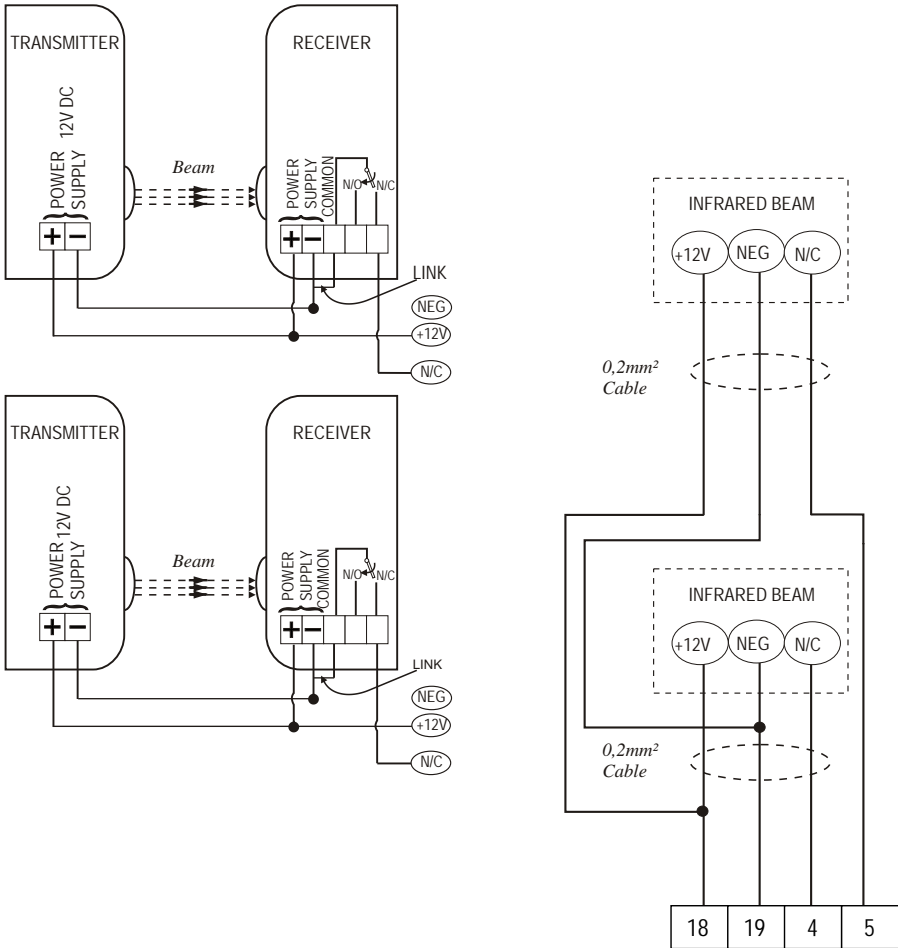 TRANSMITTER
POWER 12V DC
SUPPLY
+ −
Beam
RECEIVER
POWER
SUPPLY
COMMON
N/O N/C
+ −
LINK
NEG
+12V
N/C
TRANSMITTER
POWER 12V DC
SUPPLY
+ −
Beam
RECEIVER
POWER
SUPPLY
COMMON
N/O N/C
+ −
LINK
NEG
+12V
N/C
INFRARED BEAM
+12V NEG N/C
0,2mm²
Cable
INFRARED BEAM
+12V NEG N/C
0,2mm²
Cable
18 19 4 5